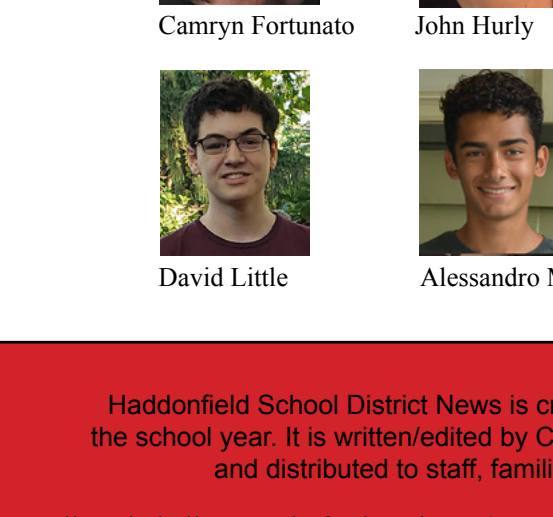 Camryn Fortunato John Hurly
David Little Alessandro
Haddonfield School District News is
the school year. It is written/edited by
and distributed to staff,